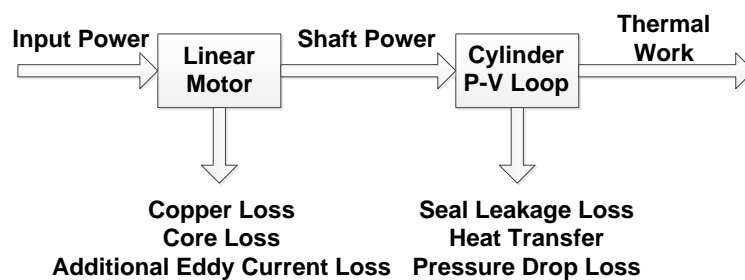 Input Power
Linear
Motor
Shaft Power
Cylinder
P-V Loop
Thermal
Work
Copper Loss
Core Loss
Additional Eddy Current Loss
Seal Leakage Loss
Heat Transfer
Pressure Drop Loss